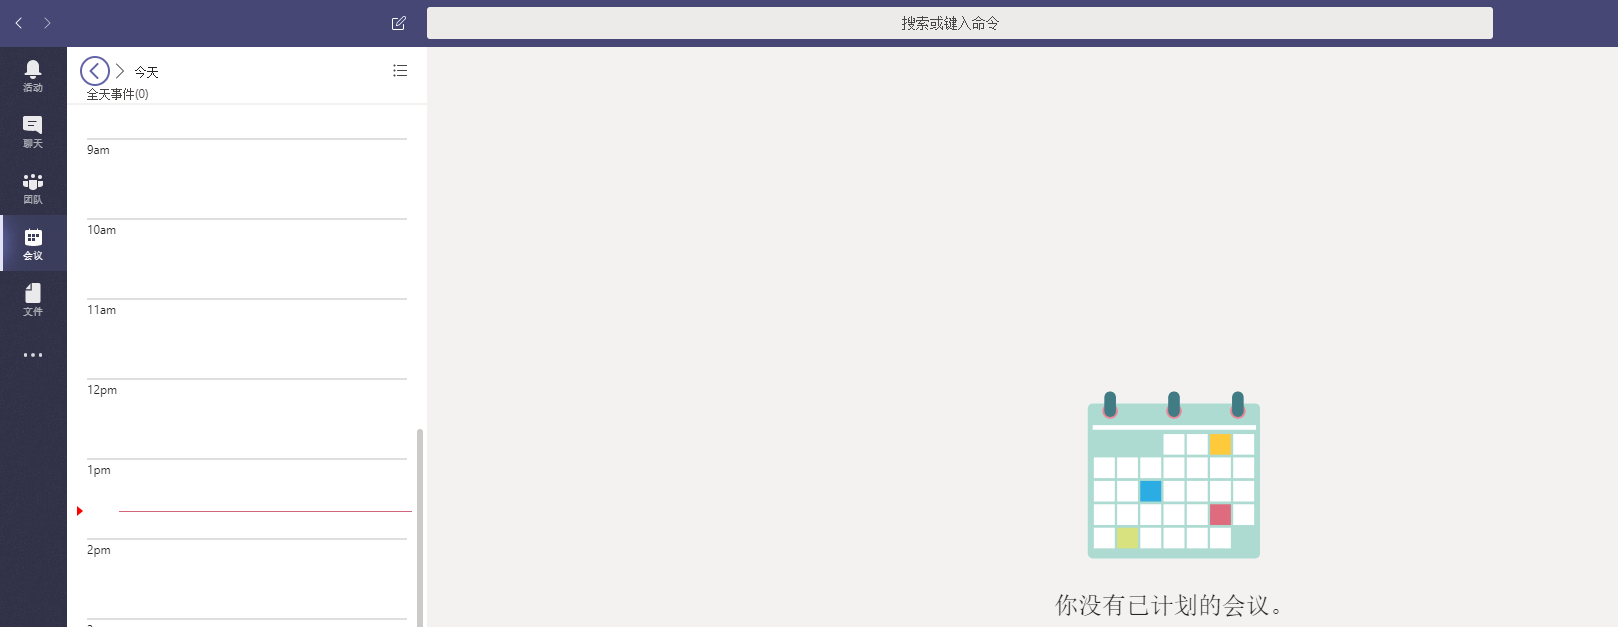 搜索或键入命令
活动
聊天
团队
会议
文件
今天
全天事件(0)
9am
10am
11am
12pm
1pm
2pm
你没有已计划的会议。